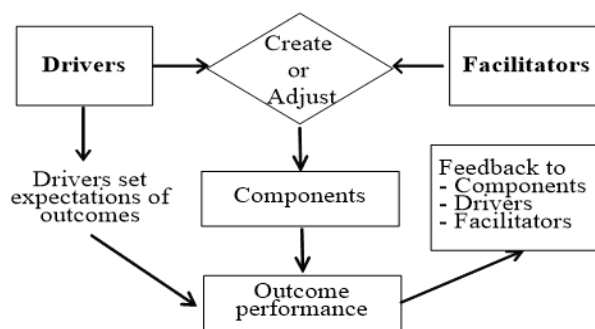 Drivers
Create
or
Adjust
Facilitators
Drivers set
expectations of
outcomes
Components
Feedback to
- Components
- Drivers
- Facilitators
Outcome
performance